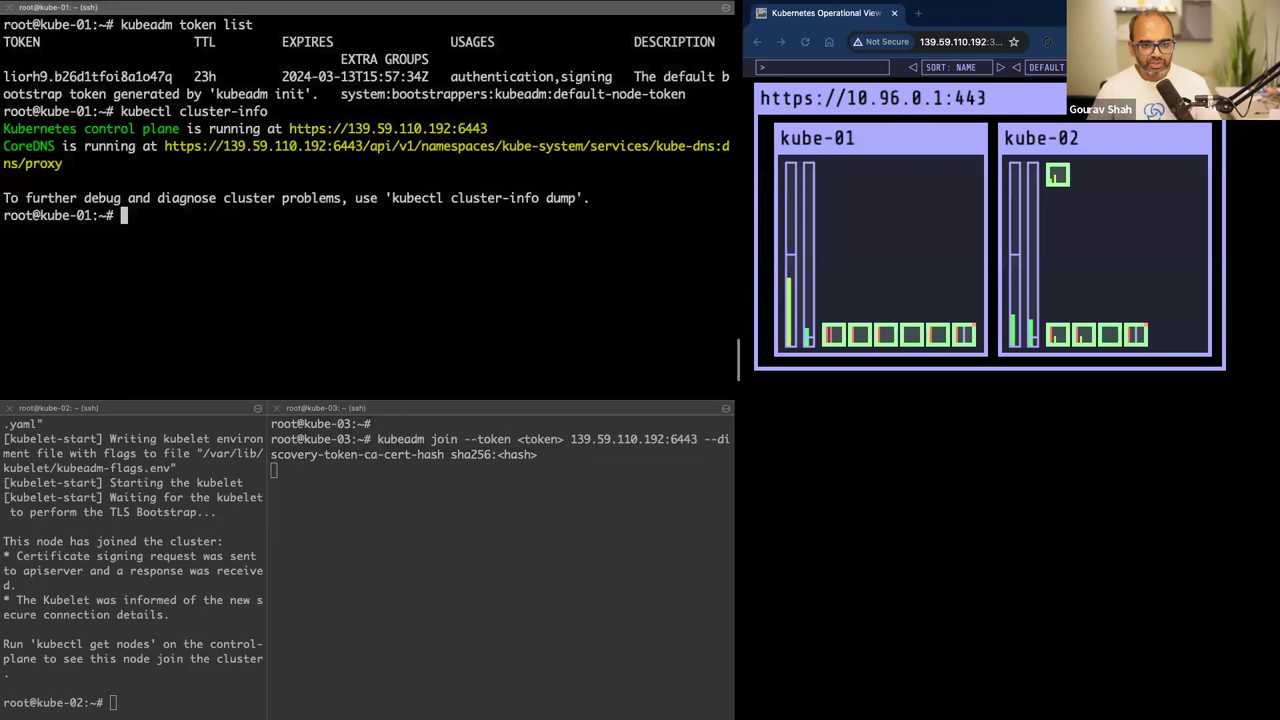 root@kube-01: ~ (ssh)
root@kube-01:~# kubeadm token list
TOKEN TTL EXPIRES USAGES DESCRIPTION
EXTRA GROUPS
liorh9.b26d1tfoi8a1o47q 23h 2024-03-13T15:57:34Z authentication,signing The default b
ootstrap token generated by 'kubeadm init'. system:bootstrappers:kubeadm:default-node-token
root@kube-01:~# kubectl cluster-info
Kubernetes control plane is running at https://139.59.110.192:6443
CoreDNS is running at https://139.59.110.192:6443/api/v1/namespaces/kube-system/services/kube-dns:d
ns/proxy
To further debug and diagnose cluster problems, use 'kubectl cluster-info dump'.
root@kube-01:~#
root@kube-02: ~ (ssh)
.yaml"
[kubelet-start] Writing kubelet environ
ment file with flags to file "/var/lib/
kubelet/kubeadm-flags.env"
[kubelet-start] Starting the kubelet
[kubelet-start] Waiting for the kubelet
to perform the TLS Bootstrap...
This node has joined the cluster:
* Certificate signing request was sent
to apiserver and a response was receive
d.
* The Kubelet was informed of the new s
ecure connection details.
Run 'kubectl get nodes' on the control-
plane to see this node join the cluster
.
root@kube-02:~#
root@kube-03: ~ (ssh)
root@kube-03:~#
root@kube-03:~# kubeadm join --token <token> 139.59.110.192:6443 --di
scovery-token-ca-cert-hash sha256:<hash>
Kubernetes Operational View
Not Secure 139.59.110.192:3...
> SORT: NAME DEFAULT
https://10.96.0.1:443
kube-01
kube-02
Gourav Shah